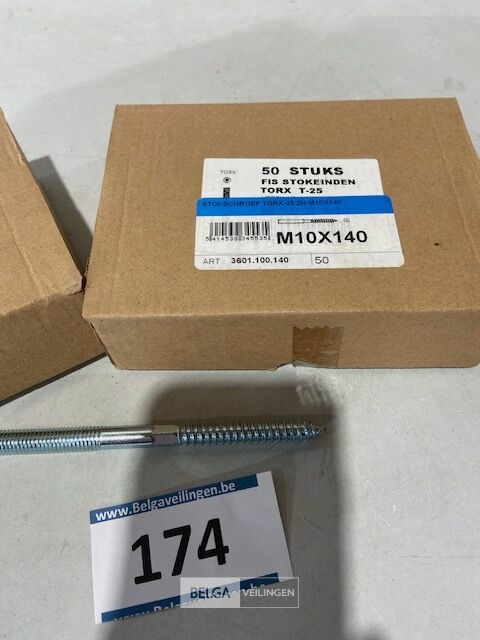 TORX
50 STUKS
FIS STOKEINDEN
TORX T-25
STOKSCHROEF TORX-25 ZN M10X140
M10X140
ART 3601.100.140 50
www.Belgaveilingen.be
174
BELGA VEILINGEN